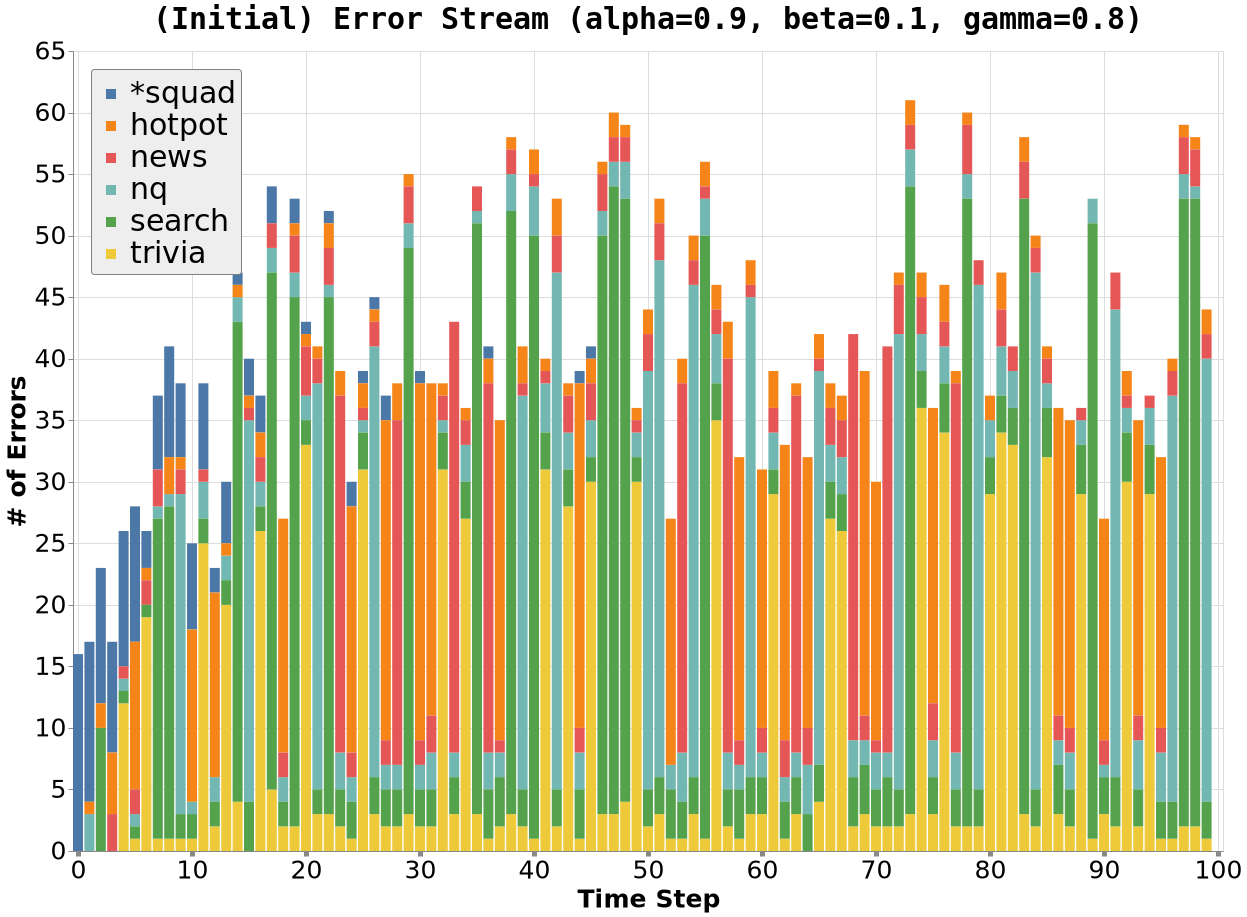 (Initial) Error Stream (alpha=0.9, beta=0.1, gamma=0.8)
65
60
55
50
45
40
35
30
25
20
15
10
5
0
# of Errors
*squad
hotpot
news
nq
search
trivia
0 10 20 30 40 50 60 70 80 90 100
Time Step